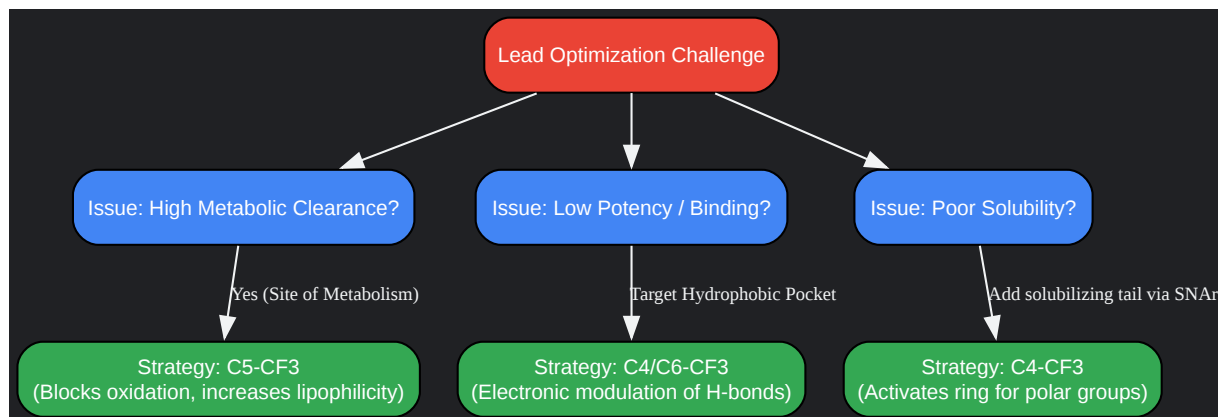 Lead Optimization Challenge
Issue: High Metabolic Clearance?
Issue: Low Potency / Binding?
Issue: Poor Solubility?
Yes (Site of Metabolism)
Target Hydrophobic Pocket
Add solubilizing tail via SNAr
Strategy: C5-CF3
(Blocks oxidation, increases lipophilicity)
Strategy: C4/C6-CF3
(Electronic modulation of H-bonds)
Strategy: C4-CF3
(Activates ring for polar groups)